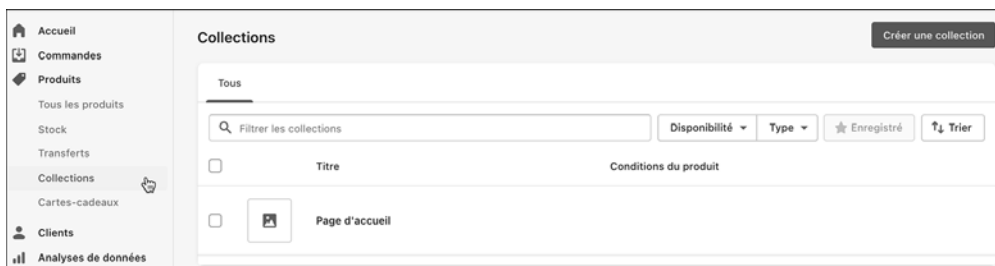 Accueil
Commandes
Produits
Tous les produits
Stock
Transferts
Collections
Cartes-cadeaux
Clients
Analyses de données
Collections
Créer une collection
Tous
Filtrer les collections
Disponibilité
Type
Enregistré
Trier
Titre
Conditions du produit
Page d'accueil